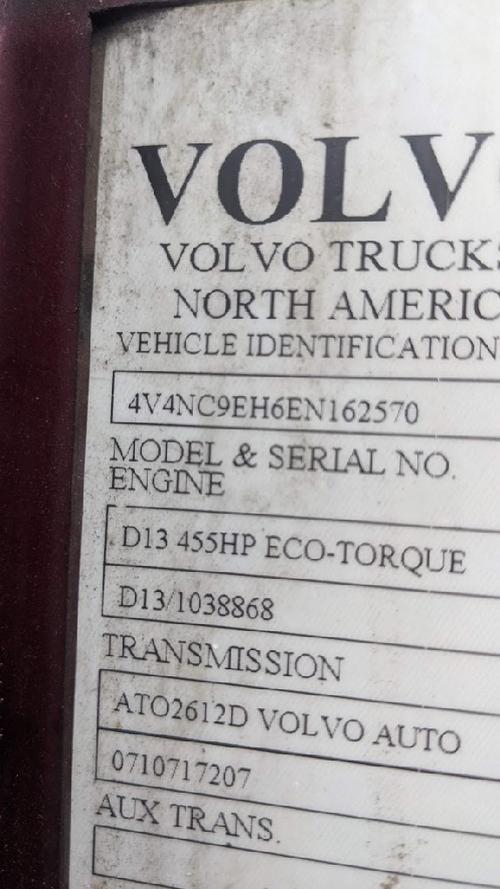 VOLV
VOLVO TRUCKS
NORTH AMERIC
VEHICLE IDENTIFICATION
4V4NC9EH6EN162570
MODEL & SERIAL NO.
ENGINE
D13 455HP ECO-TORQUE
D13/1038868
TRANSMISSION
ATO2612D VOLVO AUTO
0710717207
AUX TRANS.